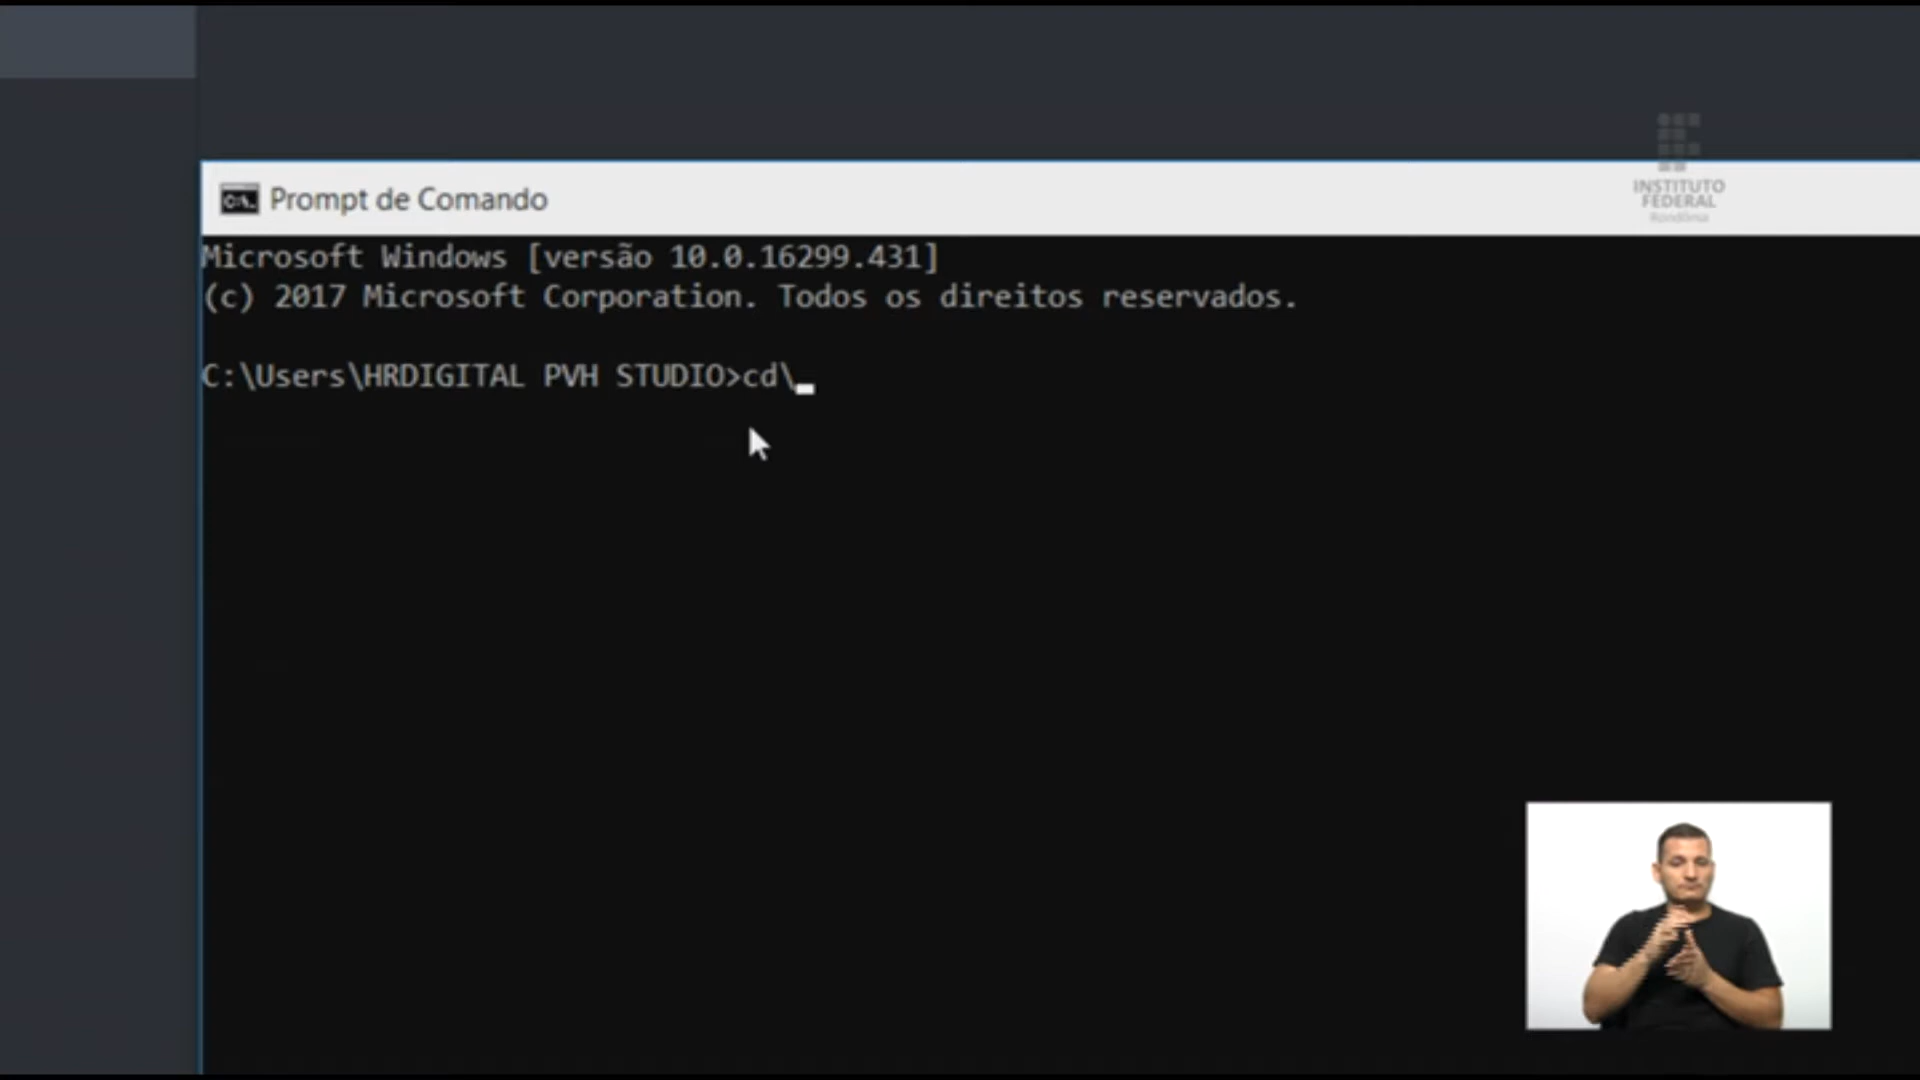 INSTITUTO
FEDERAL
Rondônia
Prompt de Comando
Microsoft Windows [versão 10.0.16299.431]
(c) 2017 Microsoft Corporation. Todos os direitos reservados.
C:\Users\HRDIGITAL PVH STUDIO>cd\